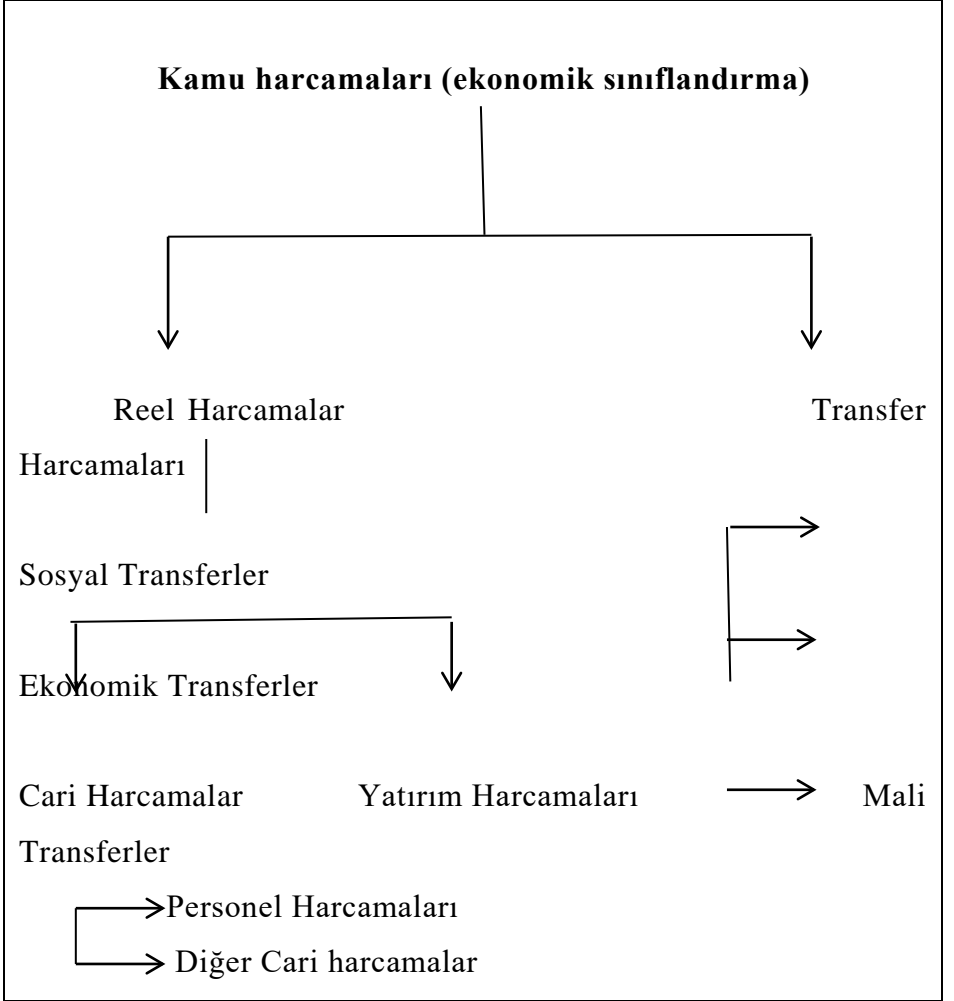 Kamu harcamaları (ekonomik sınıflandırma)
Reel Harcamalar Transfer
Harcamaları
Sosyal Transferler
Ekonomik Transferler
Cari Harcamalar Yatırım Harcamaları Mali
Transferler
Personel Harcamaları
Diğer Cari harcamalar